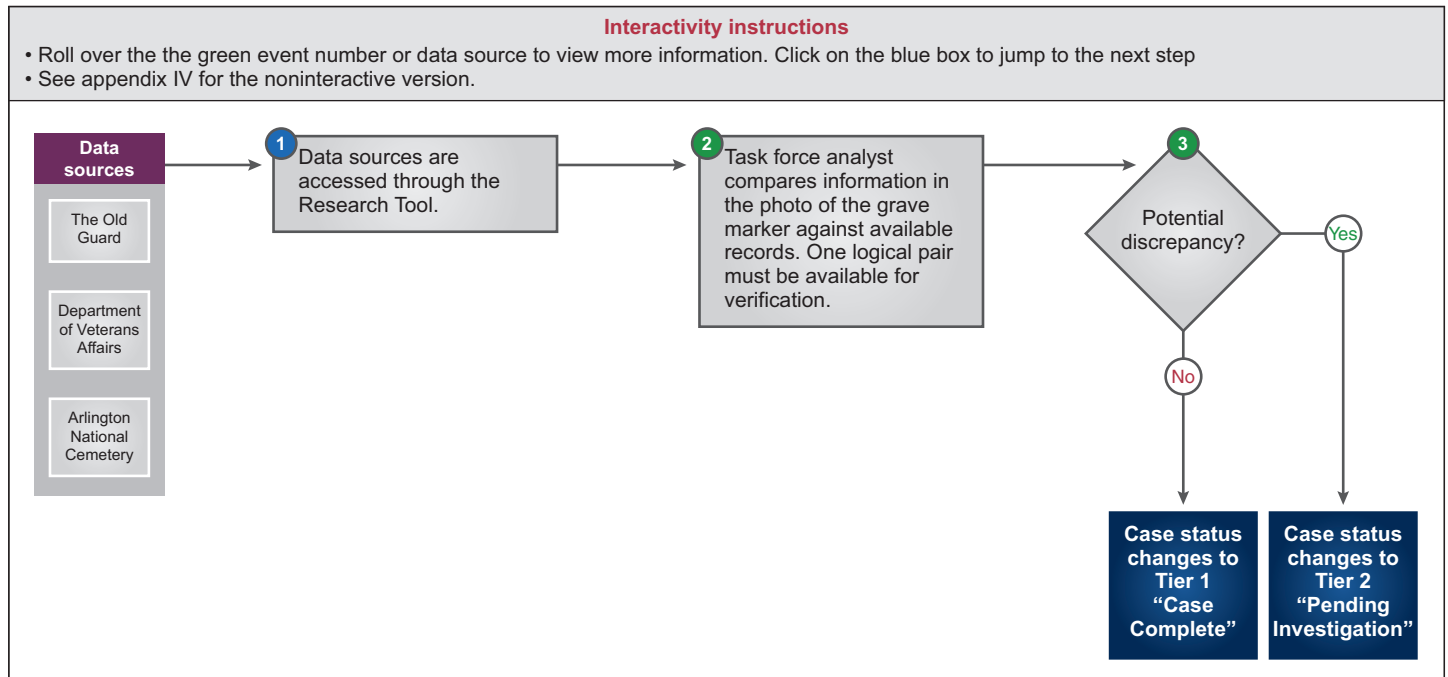 Interactivity instructions
• Roll over the the green event number or data source to view more information. Click on the blue box to jump to the next step
• See appendix IV for the noninteractive version.
Data
sources
The Old
Guard
Department
of Veterans
Affairs
Arlington
National
Cemetery
1
Data sources are
accessed through the
Research Tool.
2
Task force analyst
compares information in
the photo of the grave
marker against available
records. One logical pair
must be available for
verification.
3
Potential
discrepancy?
Yes
No
Case status
changes to
Tier 1
“Case
Complete”
Case status
changes to
Tier 2
“Pending
Investigation”